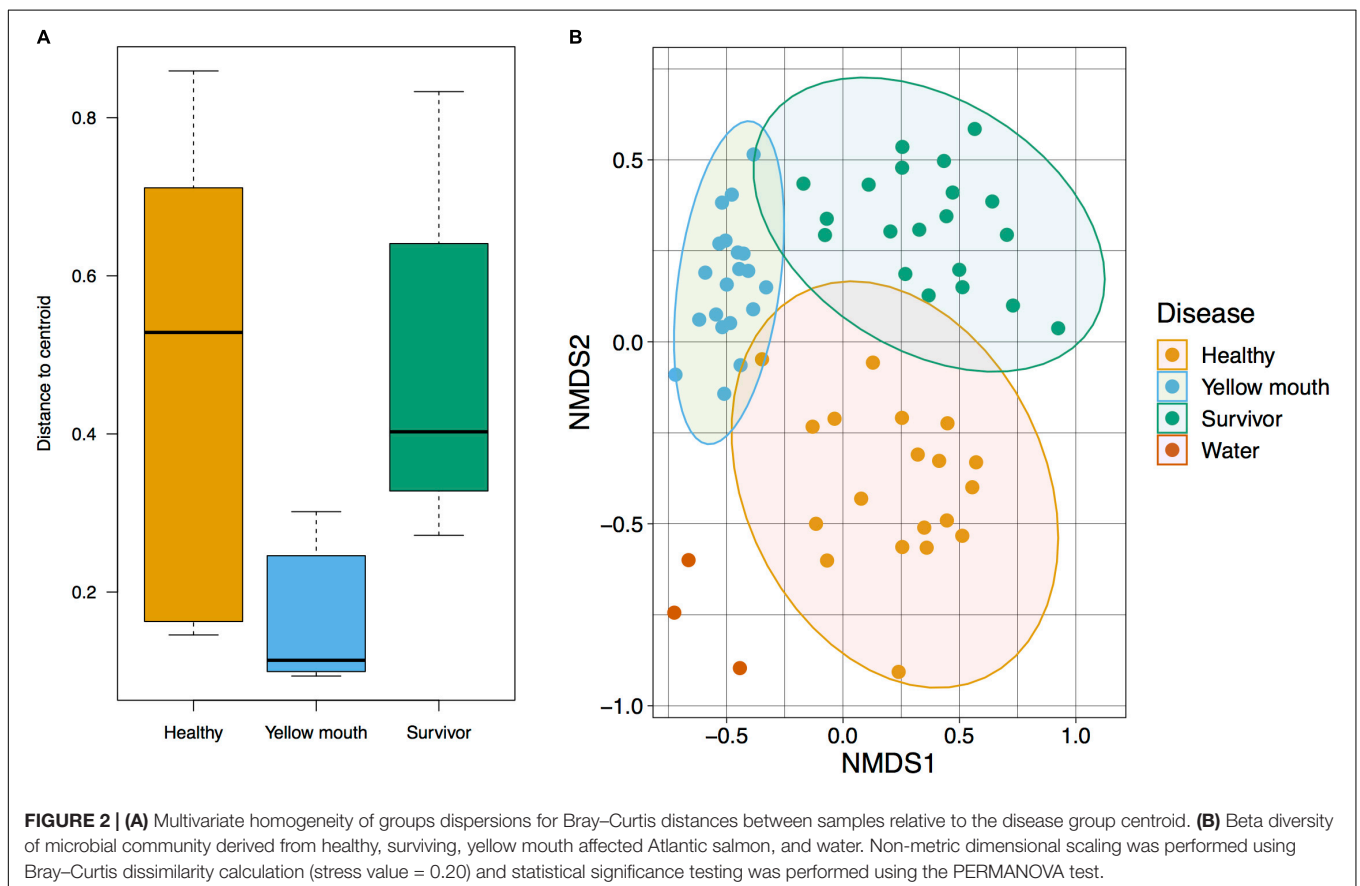 A
B
Distance to centroid
0.8
0.6
0.4
0.2
Healthy
Yellow mouth
Survivor
NMDS2
0.5
0.0
−0.5
−1.0
−0.5
0.0
0.5
1.0
NMDS1
Disease
Healthy
Yellow mouth
Survivor
Water
FIGURE 2 | (A) Multivariate homogeneity of groups dispersions for Bray–Curtis distances between samples relative to the disease group centroid. (B) Beta diversity
of microbial community derived from healthy, surviving, yellow mouth affected Atlantic salmon, and water. Non-metric dimensional scaling was performed using
Bray–Curtis dissimilarity calculation (stress value = 0.20) and statistical significance testing was performed using the PERMANOVA test.